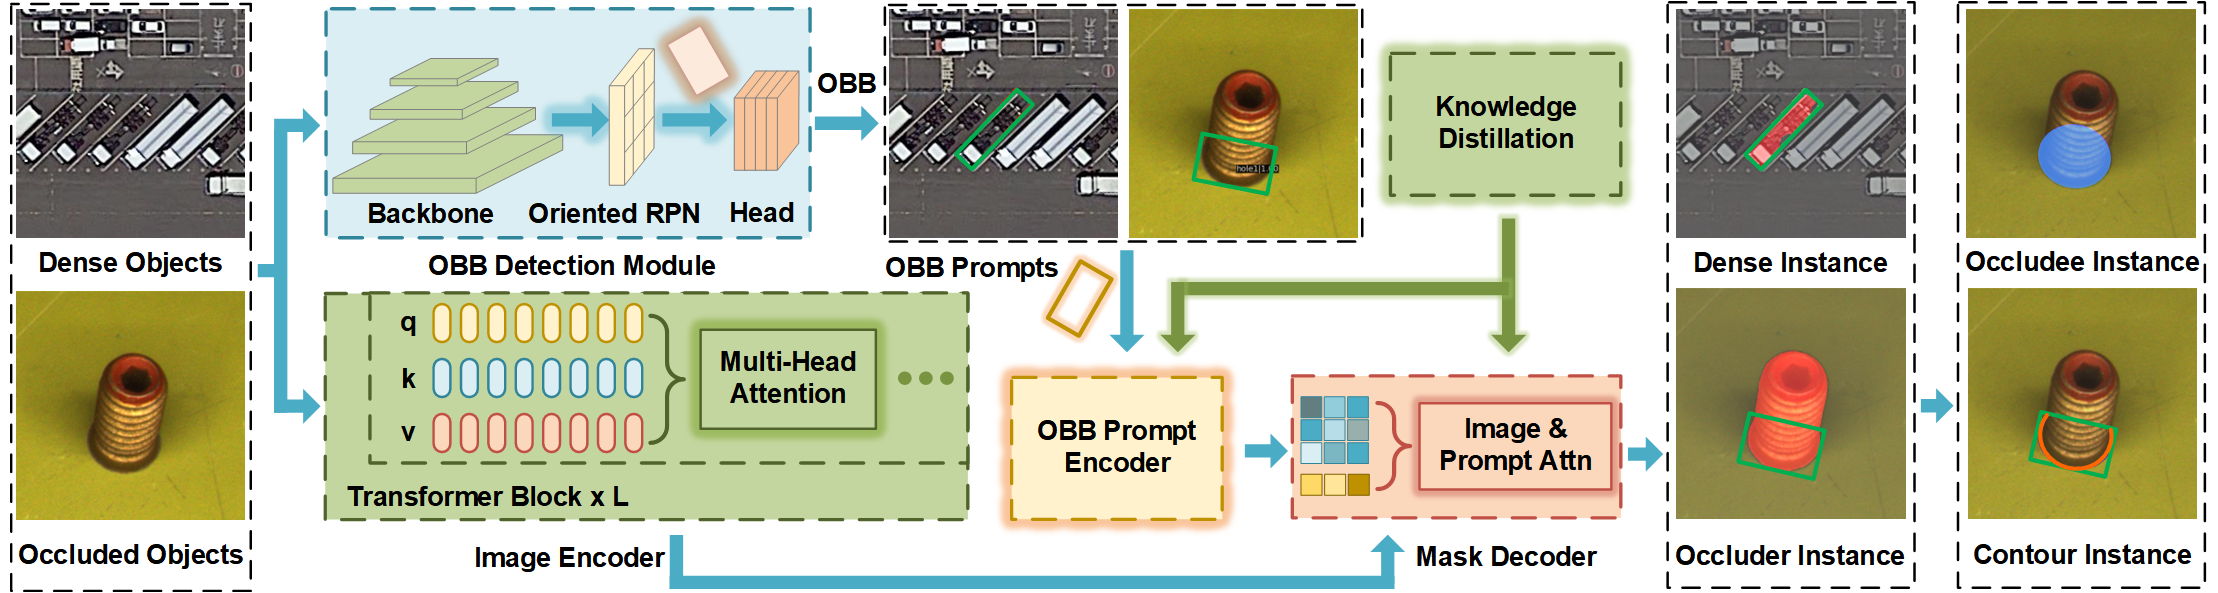 Dense Objects
Occluded Objects
Backbone
Oriented RPN
Head
OBB Detection Module
OBB
q
k
v
Multi-Head
Attention
Transformer Block x L
Image Encoder
OBB Prompts
hole1|1.
Knowledge
Distillation
OBB Prompt
Encoder
Image &
Prompt Attn
Mask Decoder
Dense Instance
Occluder Instance
Occludee Instance
Contour Instance